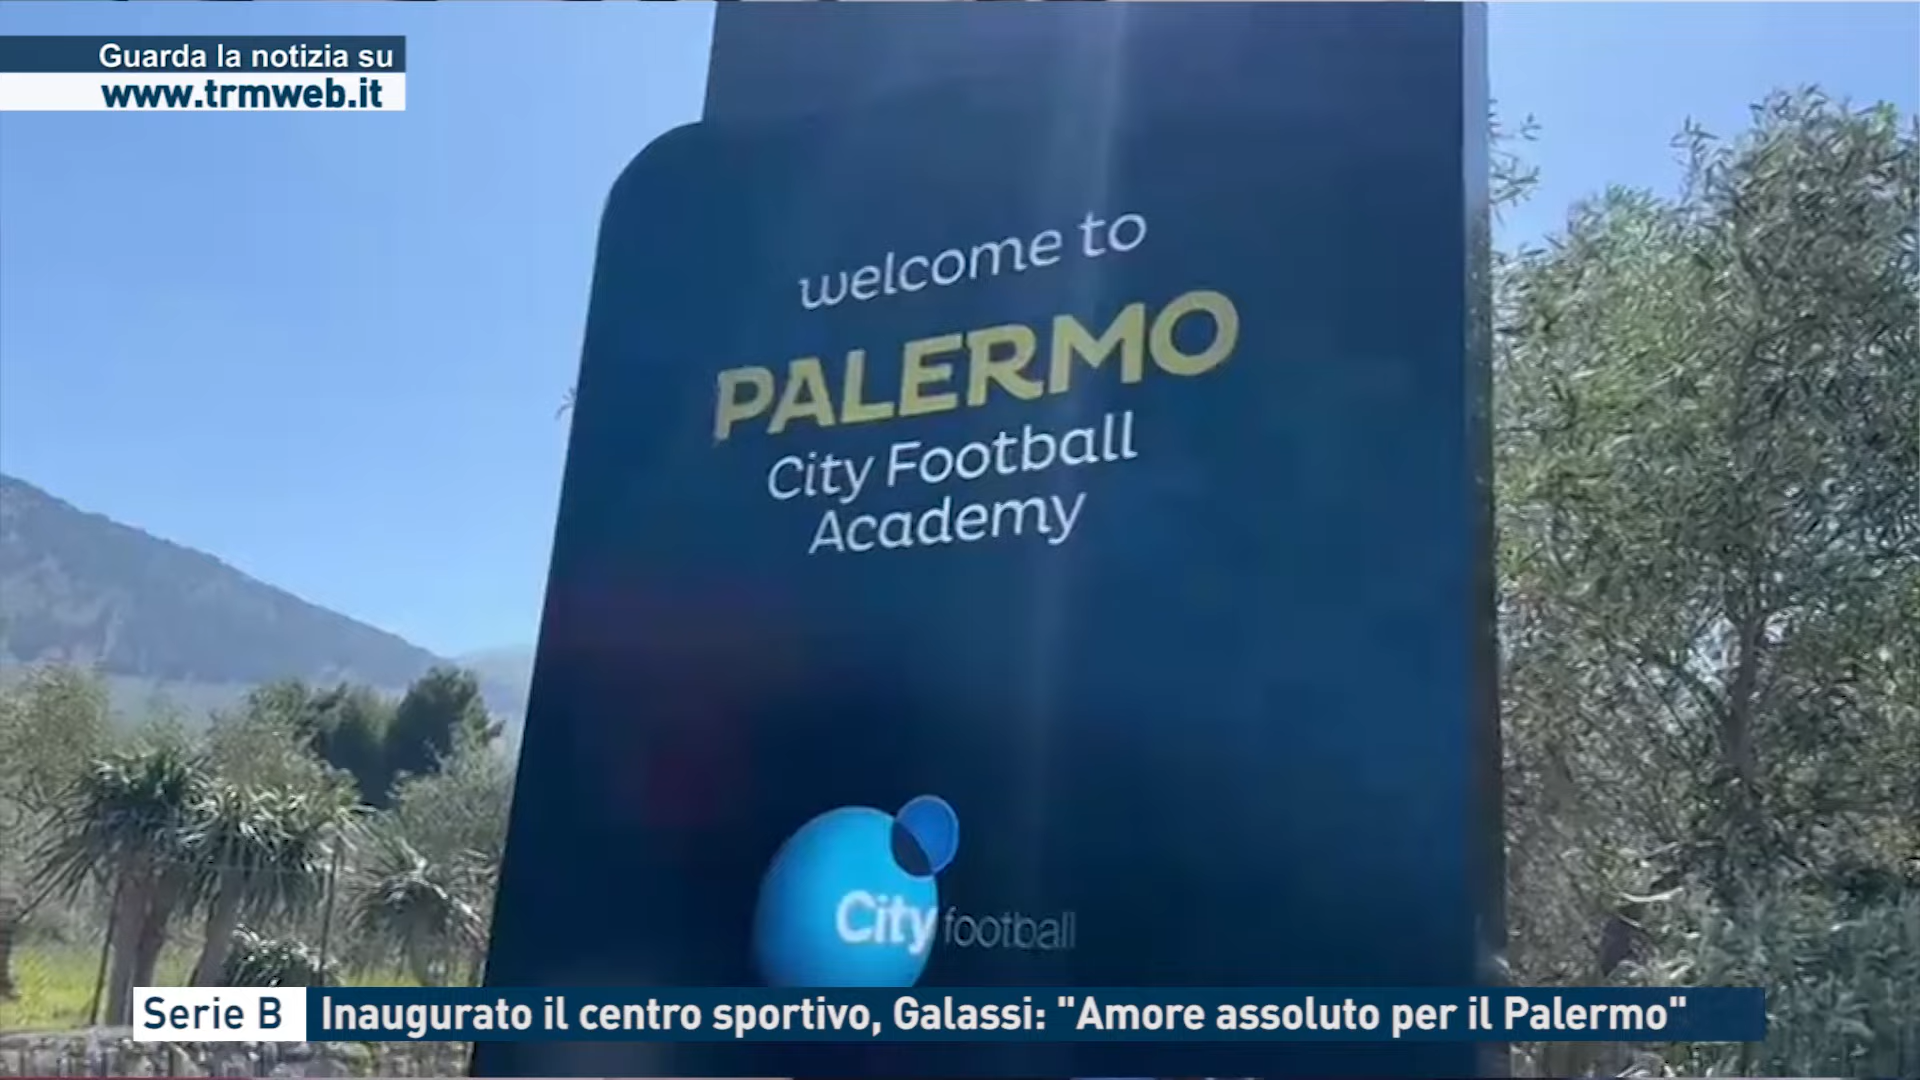 Guarda la notizia su
www.trmweb.it
welcome to
PALERMO
City Football
Academy
City football
Serie B Inaugurato il centro sportivo, Galassi: "Amore assoluto per il Palermo"